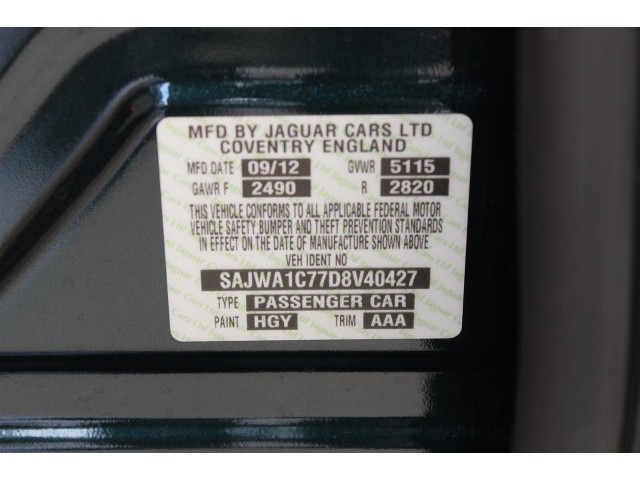 MFD BY JAGUAR CARS LTD
COVENTRY ENGLAND
MFD DATE 09/12 GVWR 5115
GAWR F 2490 R 2820
THIS VEHICLE CONFORMS TO ALL APPLICABLE FEDERAL MOTOR
VEHICLE SAFETY BUMPER AND THEFT PREVENTION STANDARDS
IN EFFECT ON THE DATE OF MANUFACTURE SHOWN ABOVE.
VEH IDENT NO
SAJWA1C77D8V40427
TYPE PASSENGER CAR
PAINT HGY TRIM AAA